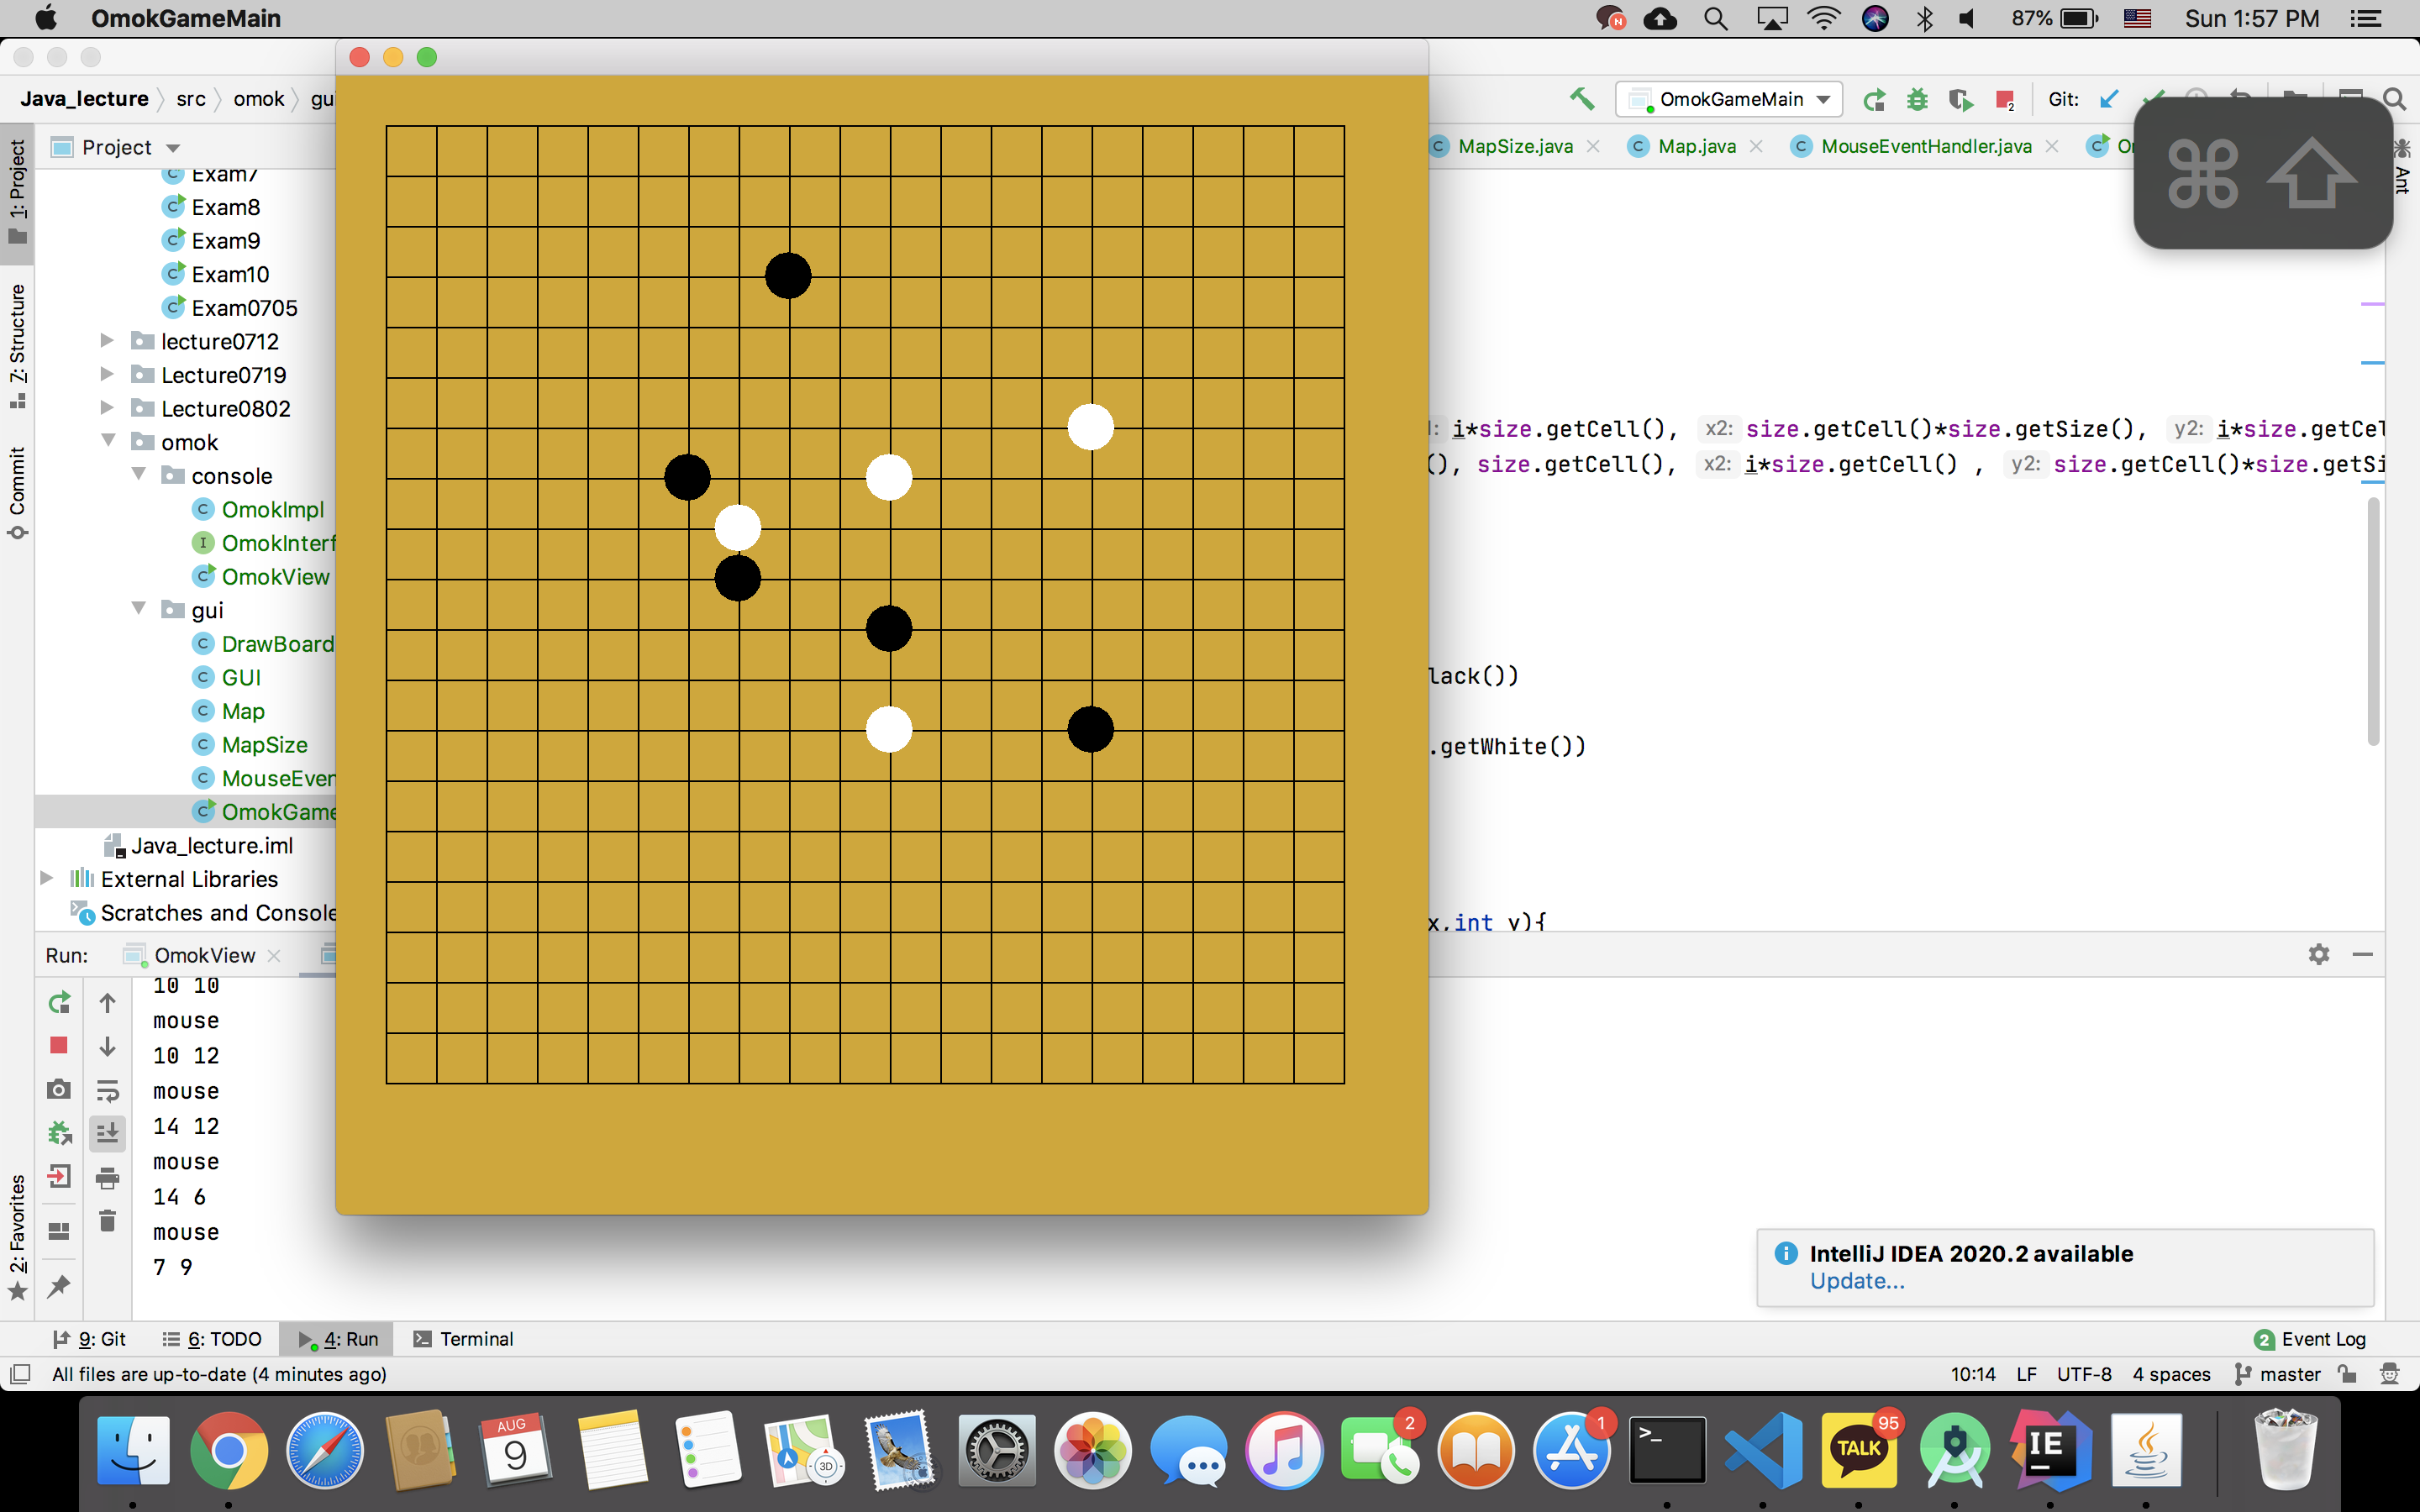 OmokGameMain
87%
Sun 1:57 PM
Java_lecture
src
omok
OmokGameMain
2
Git:
1: Project
Z: Structure
Commit
2: Favorites
Ant
Project
Exam7
Exam8
Exam9
Exam10
Exam0705
lecture0712
Lecture0719
Lecture0802
omok
console
OmokImpl
OmokInterf
OmokView
gui
DrawBoard
GUI
Map
MapSize
MouseEven
OmokGame
Java_lecture.iml
External Libraries
Scratches and Console
MapSize.java
Map.java
MouseEventHandler.java
i*size.getCell(), x2: size.getCell()*size.getSize(), y2: i*size.getCel
(), size.getCell(), x2: i*size.getCell() , y2: size.getCell()*size.getSi
lack())
.getWhite())
x,int y){
Run:
OmokView
10 10
mouse
10 12
mouse
14 12
mouse
14 6
mouse
7 9
IntelliJ IDEA 2020.2 available
Update...
9: Git
6: TODO
4: Run
Terminal
2 Event Log
All files are up-to-date (4 minutes ago)
10:14
LF
UTF-8
4 spaces
master
AUG
9
3D
2
1
>_
TALK
95
IE